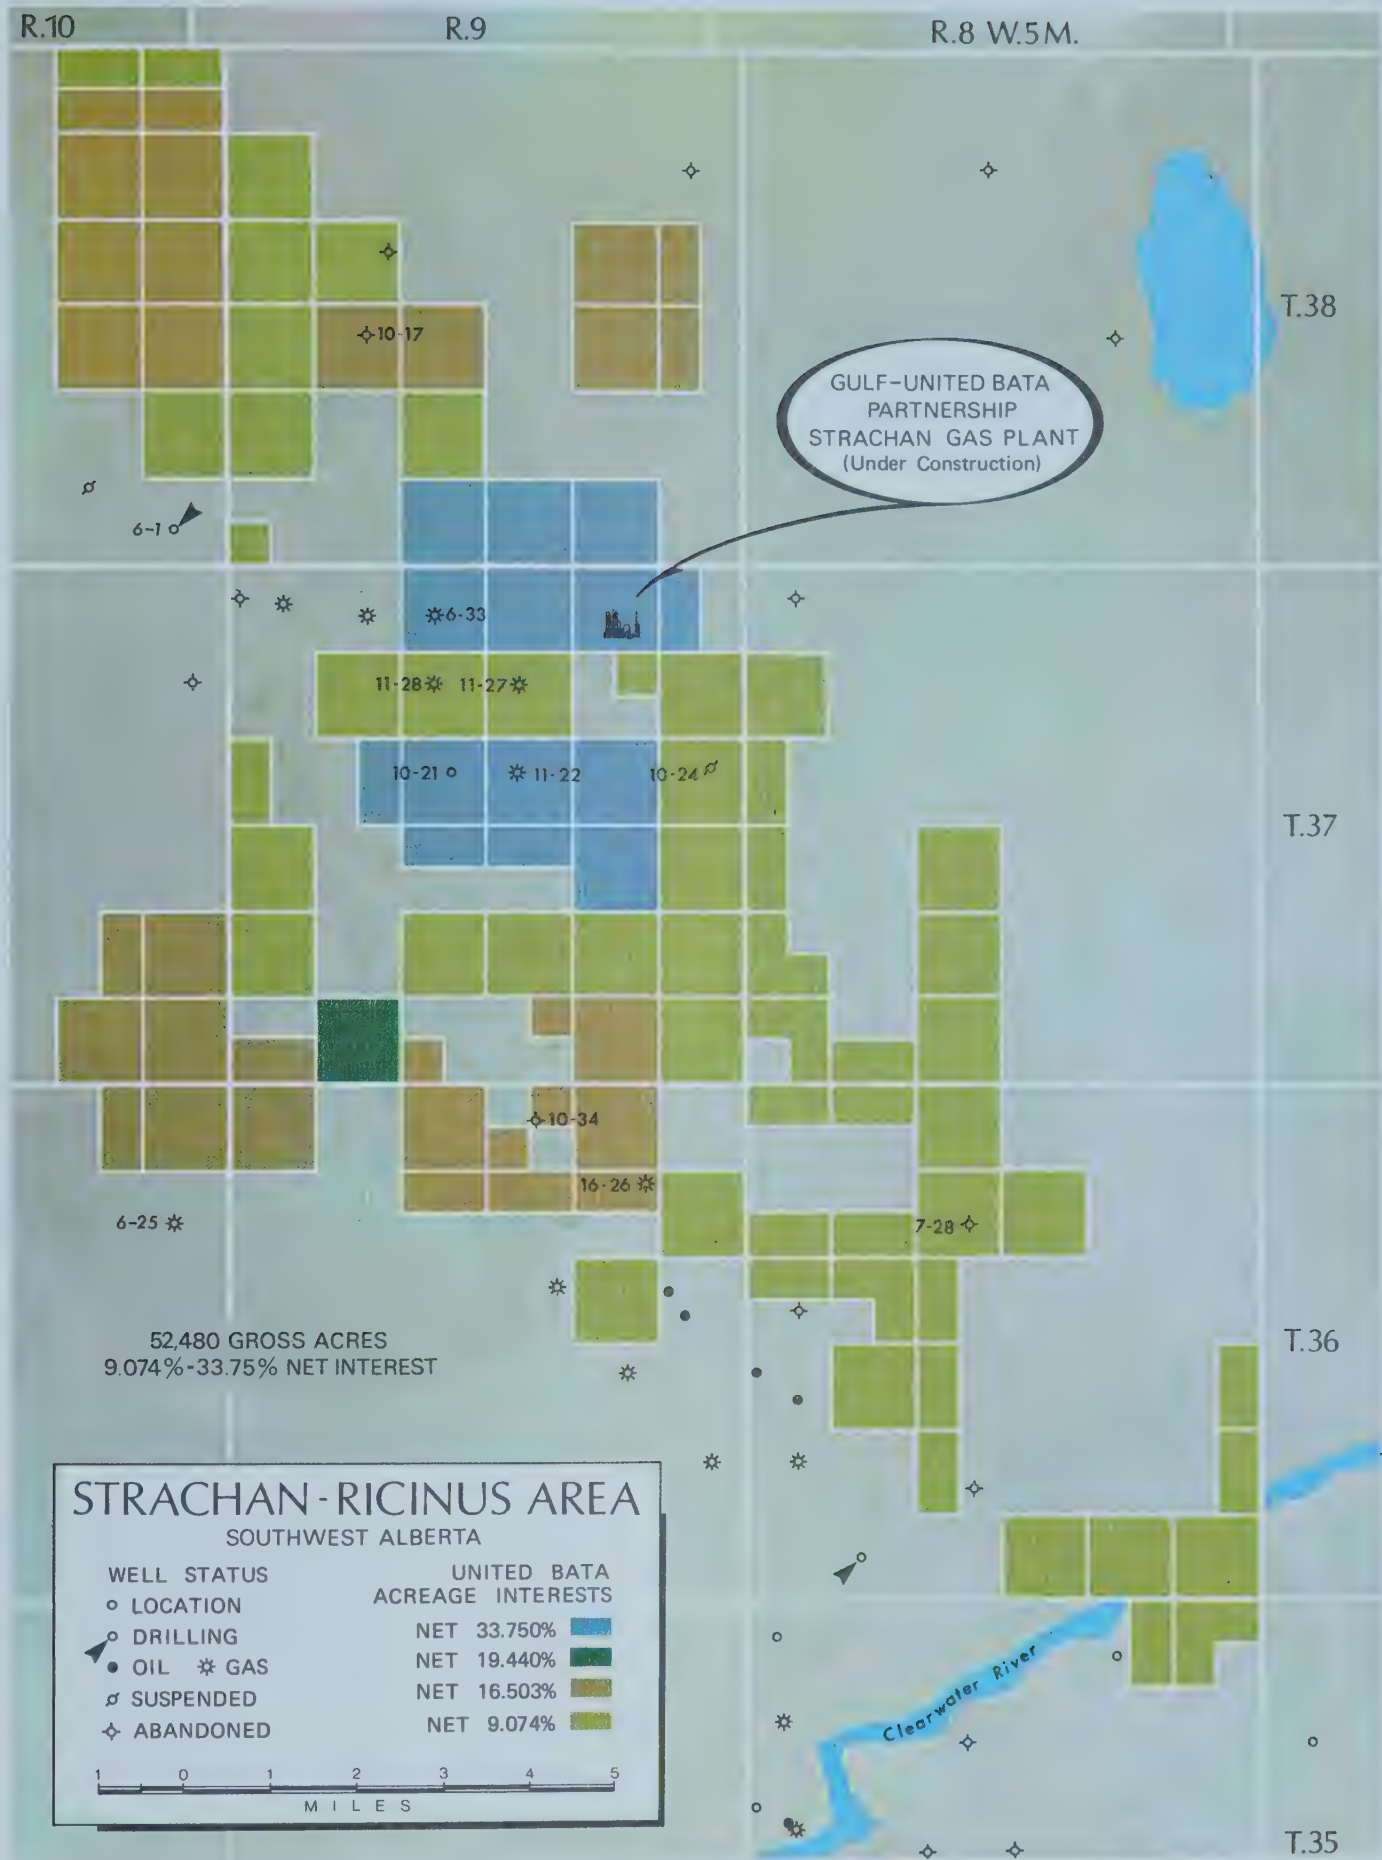 R.10 R.9 R.8 W.5M.
T.38
10-17
GULF-UNITED BATA
PARTNERSHIP
STRACHAN GAS PLANT
(Under Construction)
6-1
6-33
11-28 11-27
10-21 11-22 10-24
T.37
10-34
16-26
6-25
7-28
52,480 GROSS ACRES
9.074%-33.75% NET INTEREST
T.36
STRACHAN-RICINUS AREA
SOUTHWEST ALBERTA
WELL STATUS
LOCATION
DRILLING
OIL GAS
SUSPENDED
ABANDONED
UNITED BATA
ACREAGE INTERESTS
NET 33.750%
NET 19.440%
NET 16.503%
NET 9.074%
1 0 1 2 3 4 5
MILES
Clearwater River
T.35